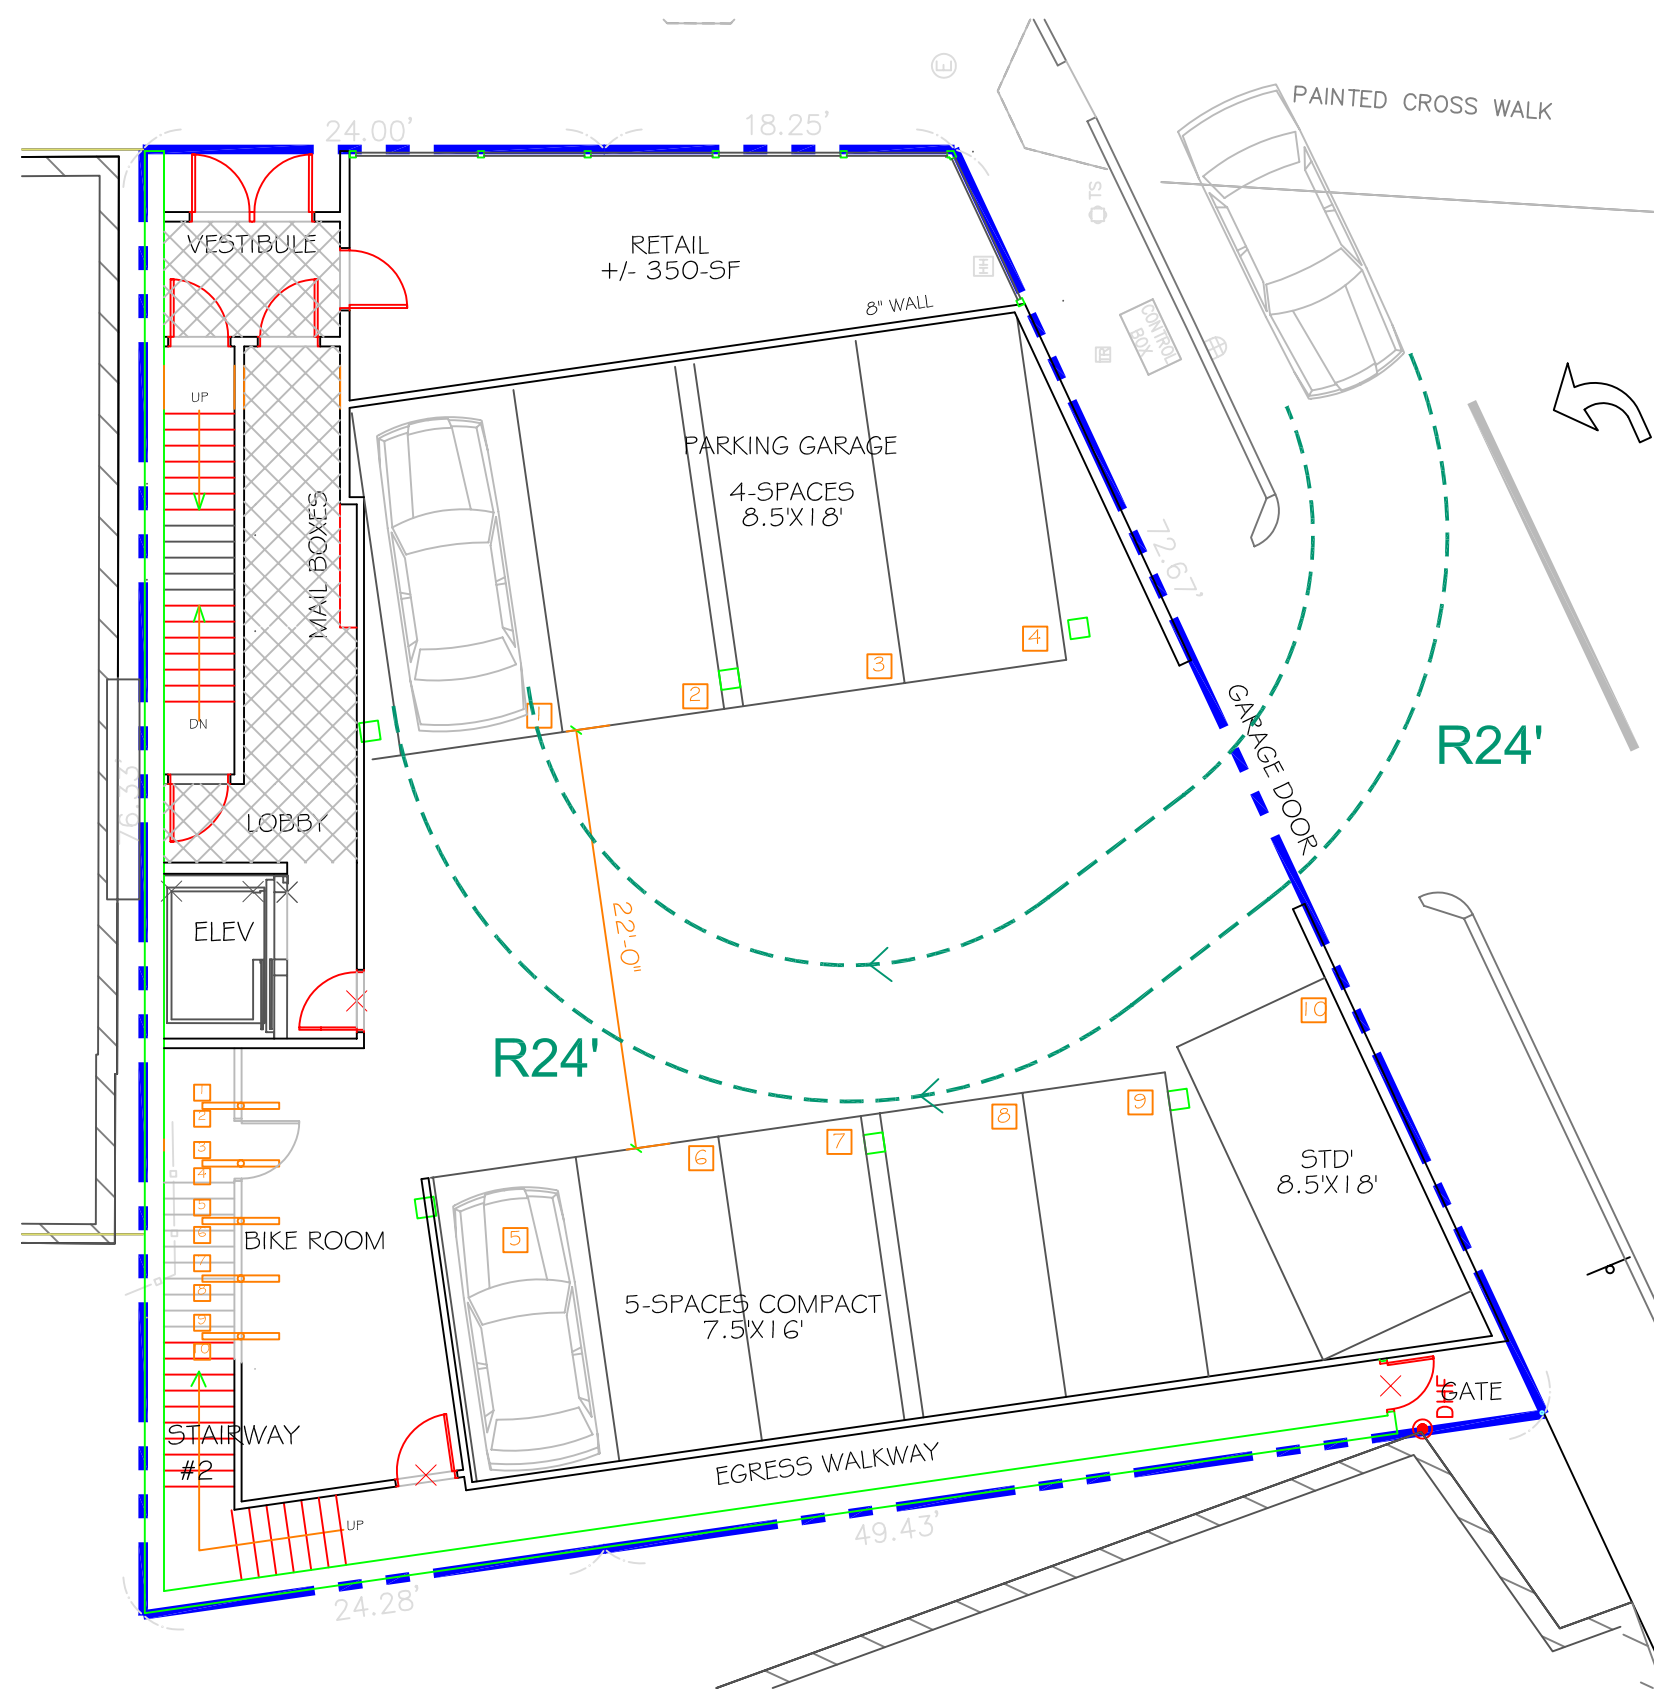 E
PAINTED CROSS WALK
24.00'
18.25'
TS
VESTIBULE
RETAIL
+/- 350-SF
8" WALL
CONTROL
BOX
UP
PARKING GARAGE
4-SPACES
8.5'X18'
MAIL BOXES
72.67'
4
3
2
1
DN
GARAGE DOOR
R24'
76.33'
LOBBY
ELEV
22'-0"
10
R24'
1
2
3
4
5
6
7
8
9
9
8
7
6
5
STD'
8.5'X18'
BIKE ROOM
5-SPACES COMPACT
7.5'X16'
GATE
STAIRWAY
#2
EGRESS WALKWAY
UP
49.43'
24.28'